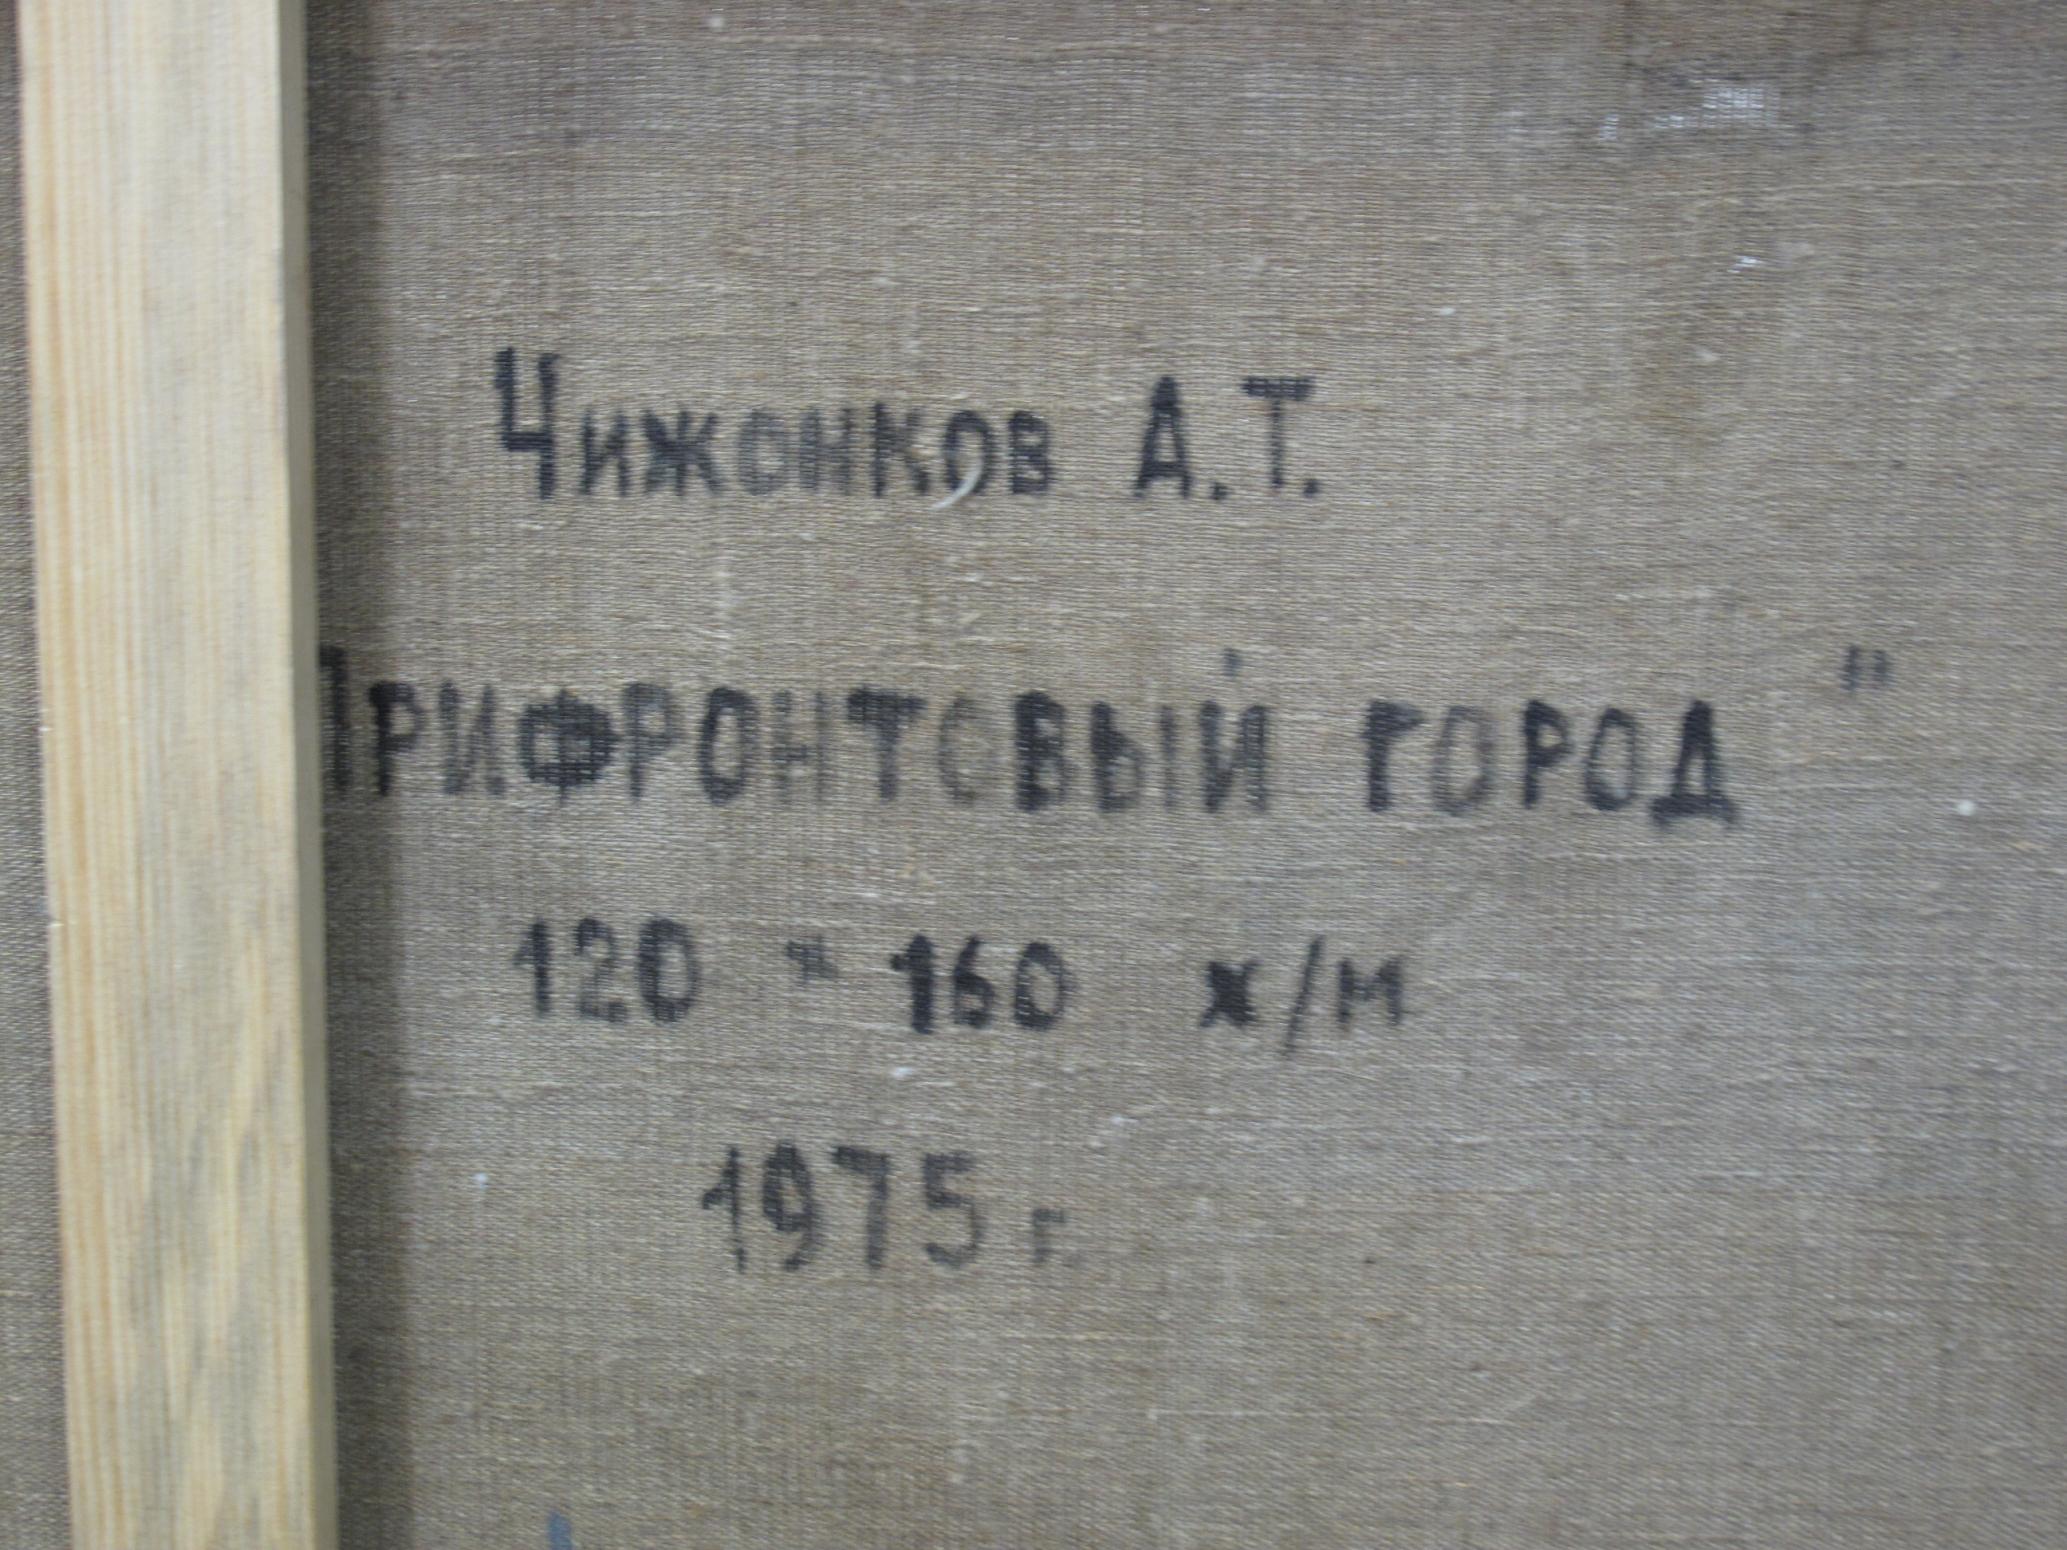 Чижонков А.Т.
ПРИФРОНТОВЫЙ ГОРОД"
120 × 160 х/м
1975 г.